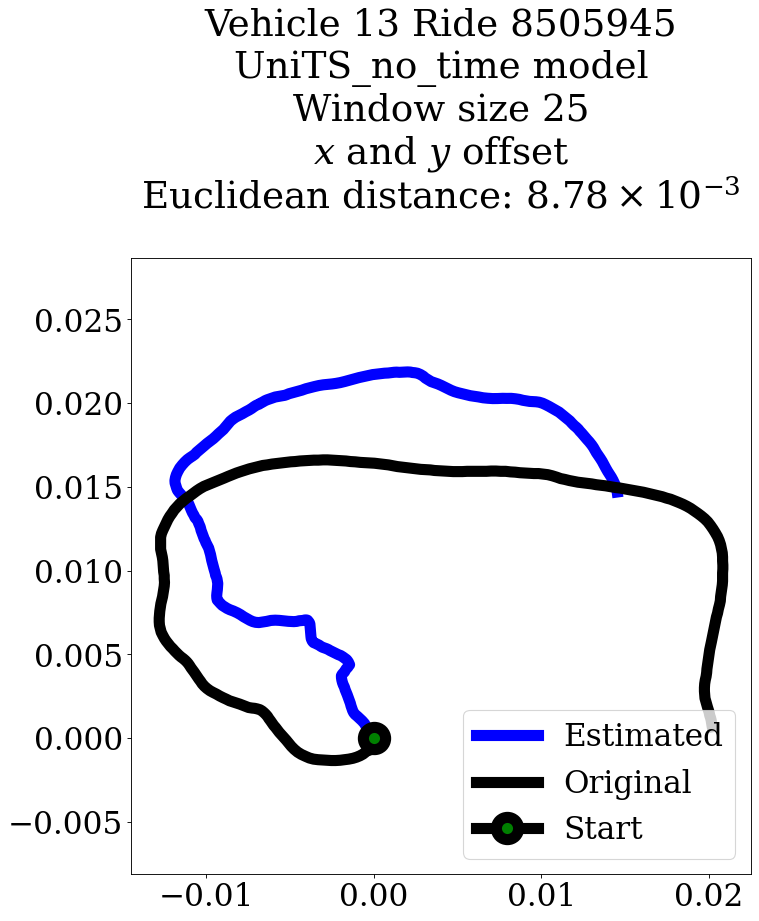 Vehicle 13 Ride 8505945
UniTS_no_time model
Window size 25
x and y offset
Euclidean distance: 8.78 × 10⁻³
0.025
0.020
0.015
0.010
0.005
0.000
−0.005
−0.01 0.00 0.01 0.02
Estimated
Original
Start